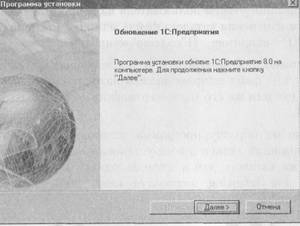 Программа установки
Обновление 1С:Предприятия
Программа установки обновит 1С:Предприятие 8.0 на
компьютере. Для продолжения нажмите кнопку
"Далее".
Далее >
Отмена